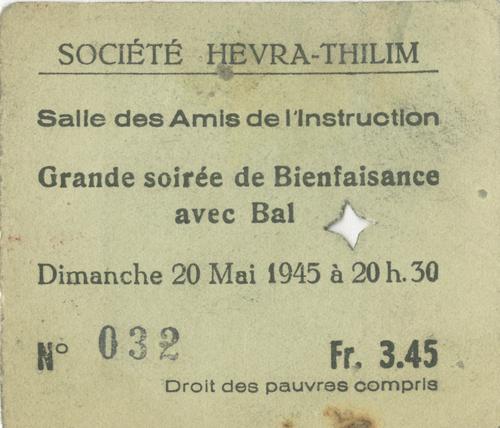 SOCIÉTÉ HEVRA-THILIM
Salle des Amis de l'Instruction
Grande soirée de Bienfaisance
avec Bal
Dimanche 20 Mai 1945 à 20 h. 30
N° 032 Fr. 3.45
Droit des pauvres compris